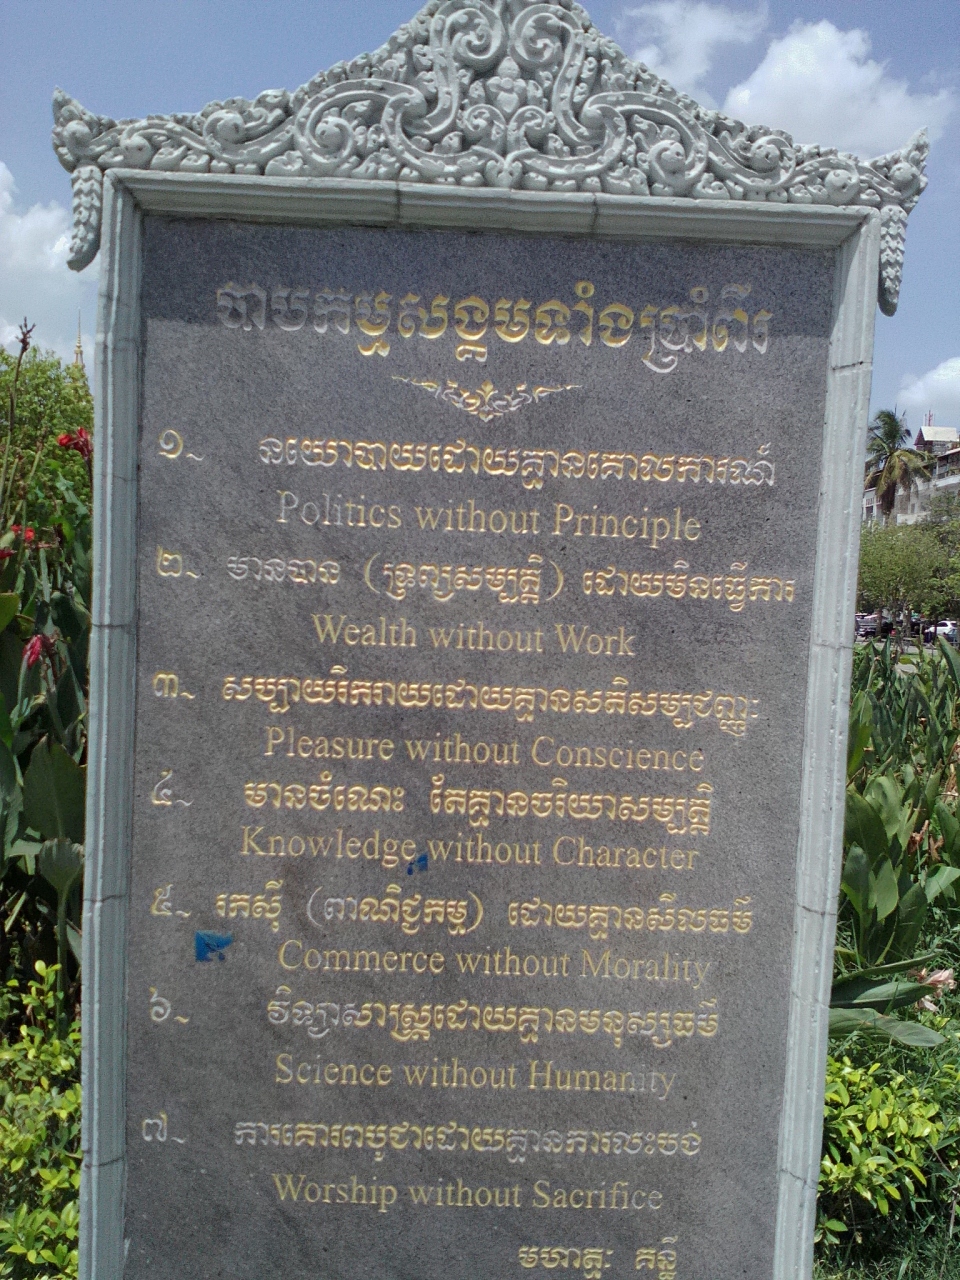 បាបកម្មសង្គមទាំងប្រាំពីរ
១. នយោបាយដោយគ្មានគោលការណ៍
Politics without Principle
២. មានបាន (ទ្រព្យសម្បត្តិ) ដោយមិនធ្វើការ
Wealth without Work
៣. សប្បាយរីករាយដោយគ្មានសតិសម្បជញ្ញៈ
Pleasure without Conscience
៤. មានចំណេះ តែគ្មានចរិយាសម្បត្តិ
Knowledge without Character
៥. រកស៊ី (ពាណិជ្ជកម្ម) ដោយគ្មានសីលធម៌
Commerce without Morality
៦. វិទ្យាសាស្ត្រដោយគ្មានមនុស្សធម៌
Science without Humanity
៧. ការគោរពបូជាដោយគ្មានការលះបង់
Worship without Sacrifice
មហាត្មៈ គន្ធី